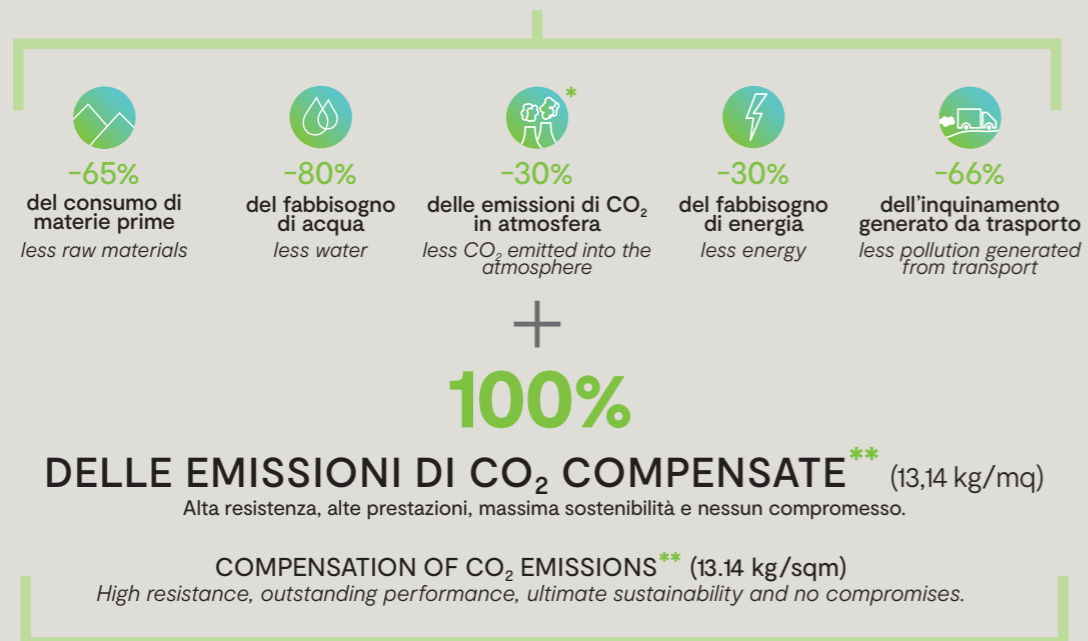 *
-65%
del consumo di
materie prime
less raw materials
-80%
del fabbisogno
di acqua
less water
-30%
delle emissioni di CO₂
in atmosfera
less CO₂ emitted into the
atmosphere
-30%
del fabbisogno
di energia
less energy
-66%
dell'inquinamento
generato da trasporto
less pollution generated
from transport
+
100%
DELLE EMISSIONI DI CO₂ COMPENSATE** (13,14 kg/mq)
Alta resistenza, alte prestazioni, massima sostenibilità e nessun compromesso.
COMPENSATION OF CO₂ EMISSIONS** (13.14 kg/sqm)
High resistance, outstanding performance, ultimate sustainability and no compromises.